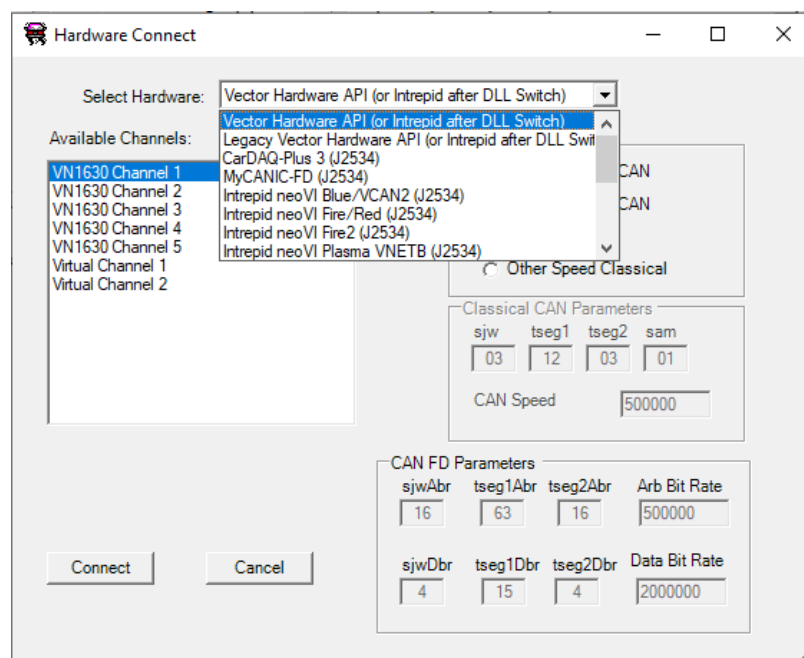 Hardware Connect
Select Hardware: Vector Hardware API (or Intrepid after DLL Switch)
Vector Hardware API (or Intrepid after DLL Switch)
Legacy Vector Hardware API (or Intrepid after DLL Swit
CarDAQ-Plus 3 (J2534)
MyCANIC-FD (J2534)
Intrepid neoVI Blue/VCAN2 (J2534)
Intrepid neoVI Fire/Red (J2534)
Intrepid neoVI Fire2 (J2534)
Intrepid neoVI Plasma VNETB (J2534)
Available Channels:
VN1630 Channel 1
VN1630 Channel 2
VN1630 Channel 3
VN1630 Channel 4
VN1630 Channel 5
Virtual Channel 1
Virtual Channel 2
CAN
CAN
Other Speed Classical
Classical CAN Parameters
sjw tseg1 tseg2 sam
03 12 03 01
CAN Speed 500000
CAN FD Parameters
sjwAbr tseg1Abr tseg2Abr Arb Bit Rate
16 63 16 500000
sjwDbr tseg1Dbr tseg2Dbr Data Bit Rate
4 15 4 2000000
Connect Cancel